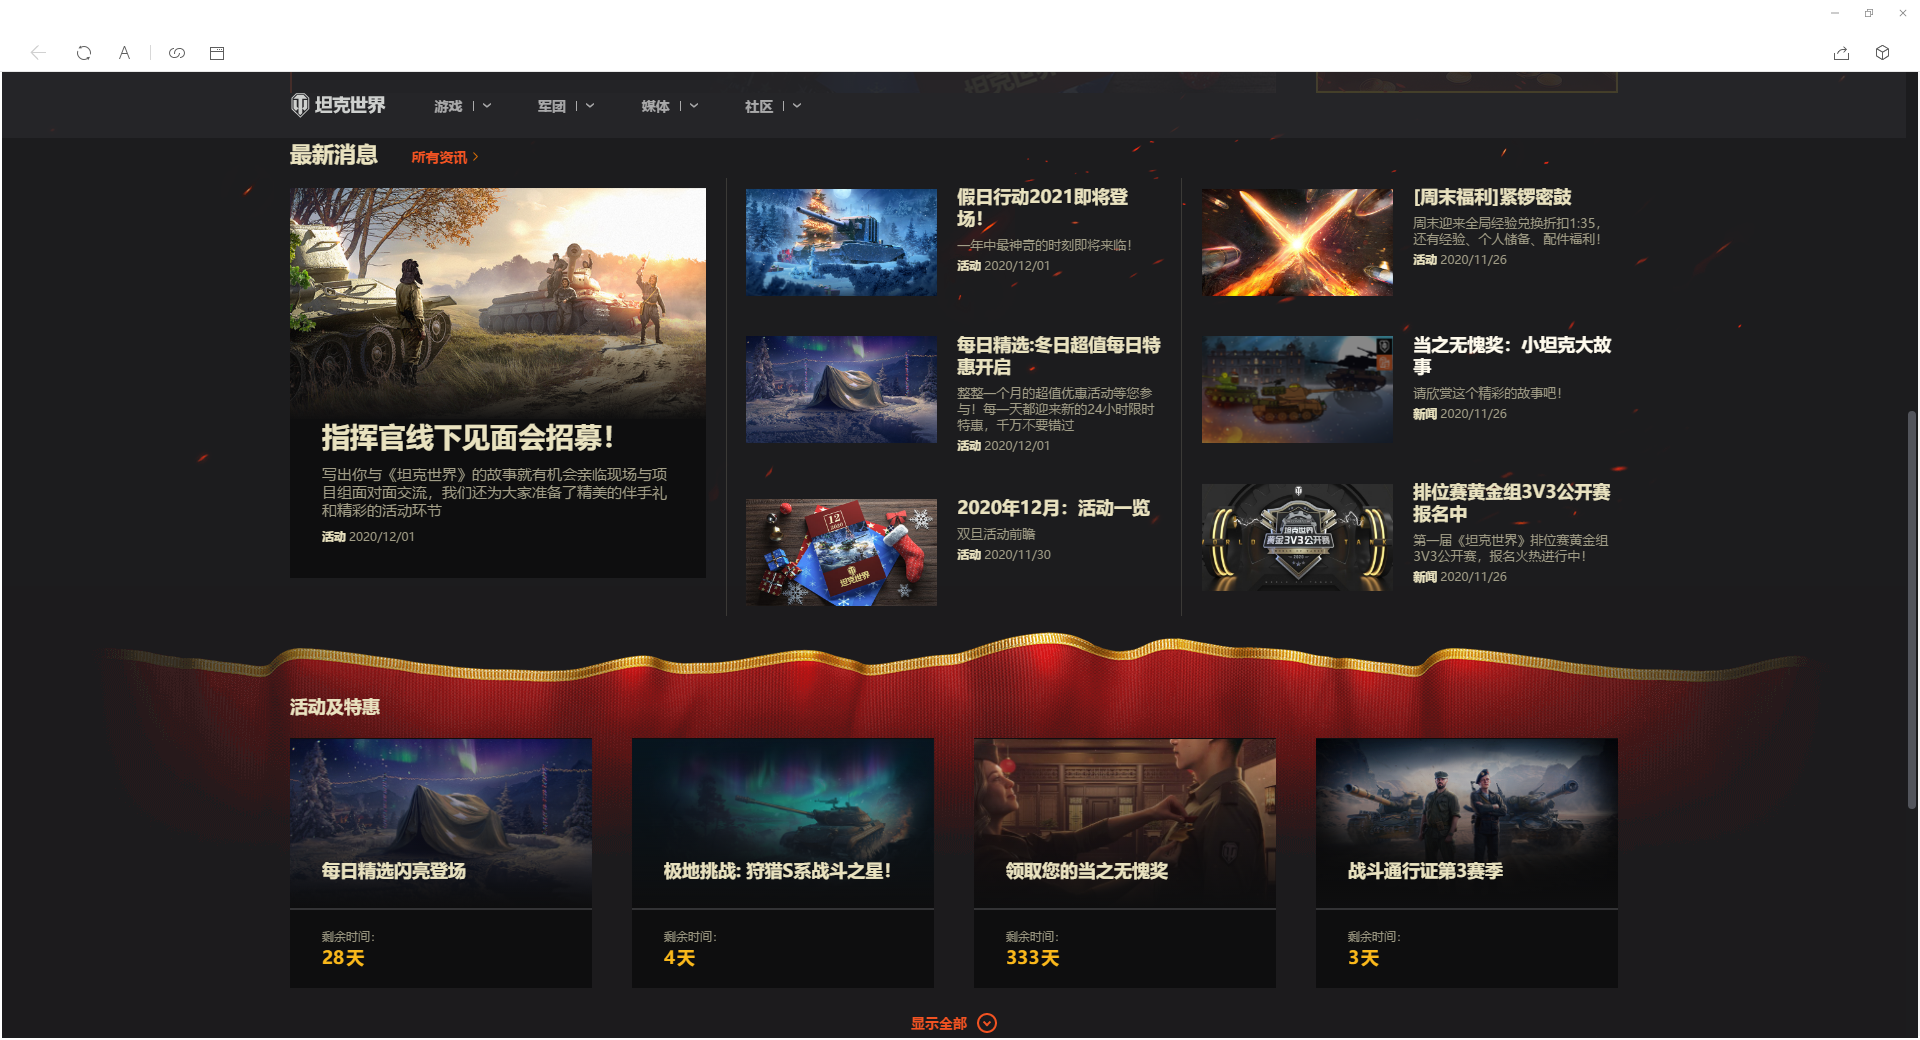 坦克世界
游戏
军团
媒体
社区
最新消息
所有资讯
指挥官线下见面会招募！
写出你与《坦克世界》的故事就有机会亲临现场与项
目组面对面交流，我们还为大家准备了精美的伴手礼
和精彩的活动环节
活动 2020/12/01
假日行动2021即将登
场！
一年中最神奇的时刻即将来临！
活动 2020/12/01
每日精选:冬日超值每日特
惠开启
整整一个月的超值优惠活动等您参
与！每一天都迎来新的24小时限时
特惠，千万不要错过
活动 2020/12/01
12
2020
坦克世界
2020年12月：活动一览
双旦活动前瞻
活动 2020/11/30
[周末福利]紧锣密鼓
周末迎来全局经验兑换折扣1:35，
还有经验、个人储备、配件福利！
活动 2020/11/26
当之无愧奖：小坦克大故
事
请欣赏这个精彩的故事吧！
新闻 2020/11/26
坦克世界
黄金3V3公开赛
排位赛黄金组3V3公开赛
报名中
第一届《坦克世界》排位赛黄金组
3V3公开赛，报名火热进行中！
新闻 2020/11/26
活动及特惠
每日精选闪亮登场
剩余时间：
28天
极地挑战: 狩猎S系战斗之星！
剩余时间：
4天
领取您的当之无愧奖
剩余时间：
333天
战斗通行证第3赛季
剩余时间：
3天
显示全部